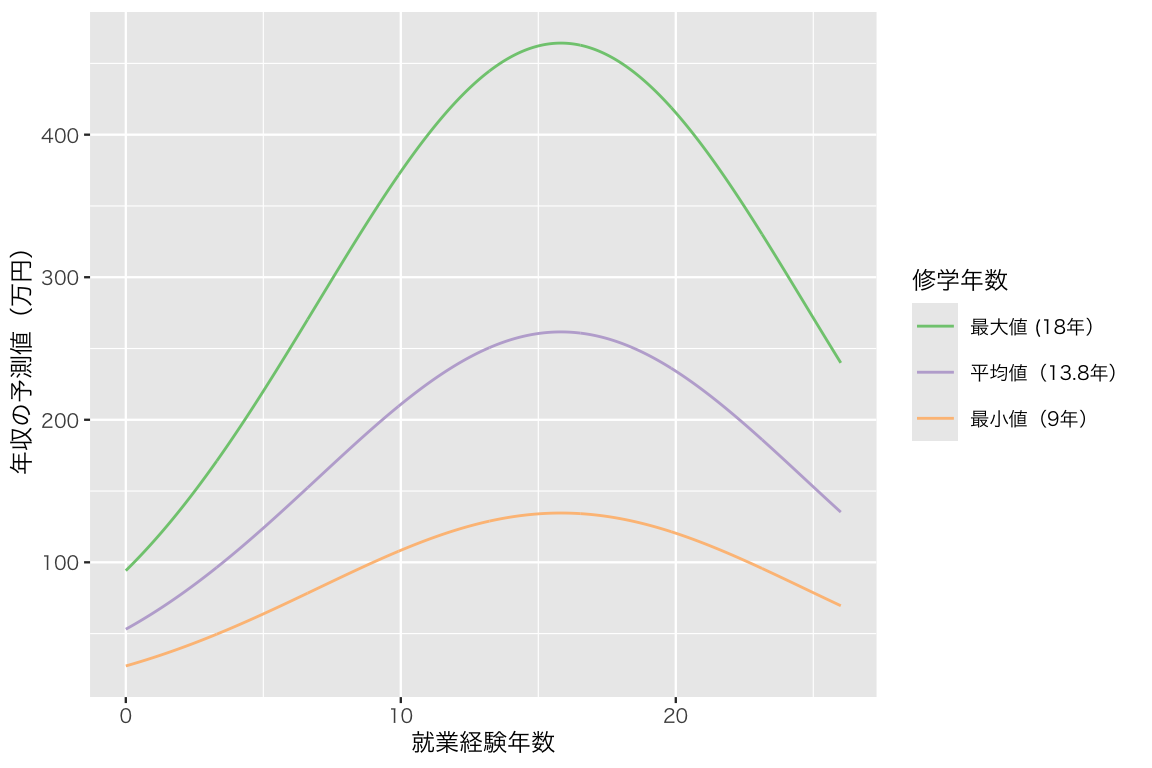 年収の予測値（万円）
400
300
200
100
0
10
20
就業経験年数
修学年数
最大値 (18年）
平均値（13.8年）
最小値（9年）